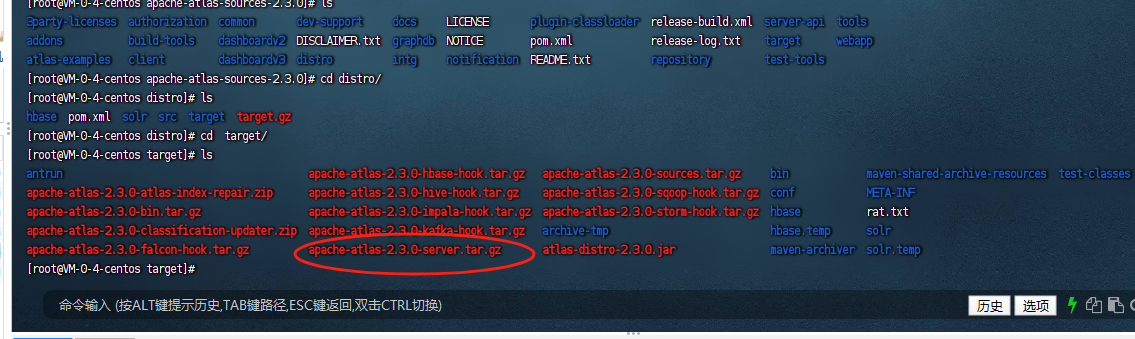 [root@VM-0-4-centos apache-atlas-sources-2.3.0]# ls
3party-licenses authorization common dev-support docs LICENSE plugin-classloader release-build.xml server-api tools
addons build-tools dashboardv2 DISCLAIMER.txt graphdb NOTICE pom.xml release-log.txt target webapp
atlas-examples client dashboardv3 distro intg notification README.txt repository test-tools
[root@VM-0-4-centos apache-atlas-sources-2.3.0]# cd distro/
[root@VM-0-4-centos distro]# ls
hbase pom.xml solr src target target.gz
[root@VM-0-4-centos distro]# cd  target/
[root@VM-0-4-centos target]# ls
antrun apache-atlas-2.3.0-hbase-hook.tar.gz apache-atlas-2.3.0-sources.tar.gz bin maven-shared-archive-resources test-classes
apache-atlas-2.3.0-atlas-index-repair.zip apache-atlas-2.3.0-hive-hook.tar.gz apache-atlas-2.3.0-sqoop-hook.tar.gz conf META-INF
apache-atlas-2.3.0-bin.tar.gz apache-atlas-2.3.0-impala-hook.tar.gz apache-atlas-2.3.0-storm-hook.tar.gz hbase rat.txt
apache-atlas-2.3.0-classification-updater.zip apache-atlas-2.3.0-kafka-hook.tar.gz archive-tmp hbase.temp solr
apache-atlas-2.3.0-falcon-hook.tar.gz apache-atlas-2.3.0-server.tar.gz atlas-distro-2.3.0.jar maven-archiver solr.temp
[root@VM-0-4-centos target]#
命令输入 (按ALT键提示历史,TAB键路径,ESC键返回,双击CTRL切换) 历史 选项